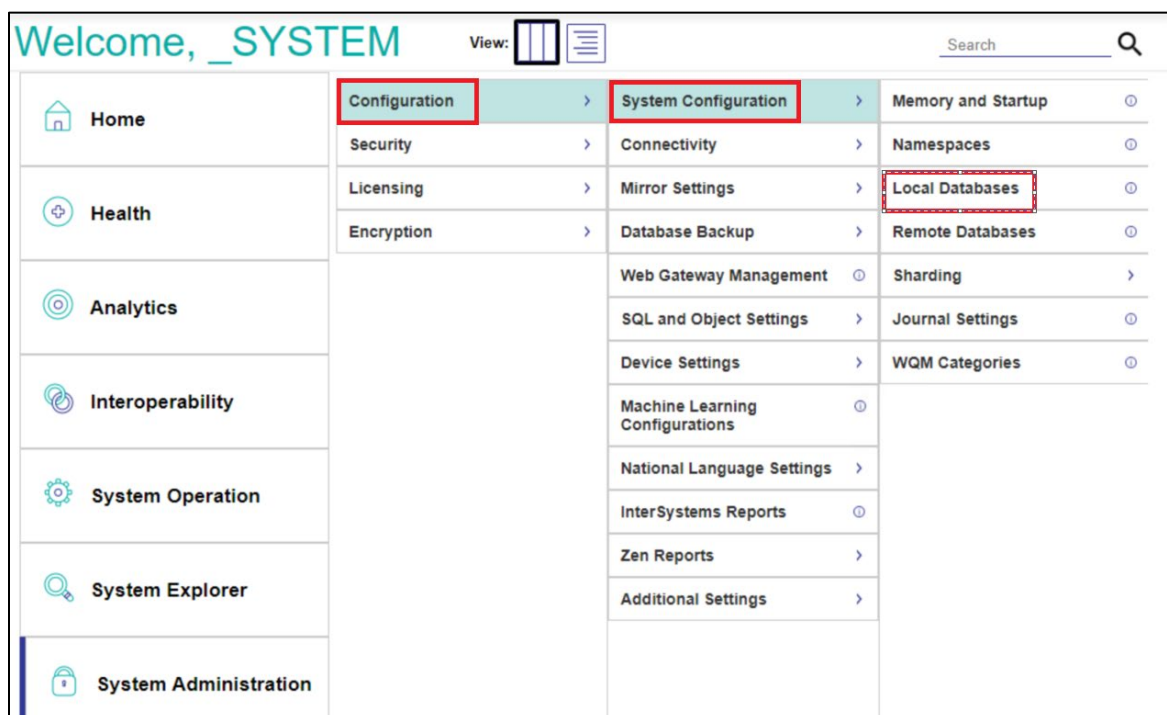 Welcome, _SYSTEM
View:
Search
Home
Health
Analytics
Interoperability
System Operation
System Explorer
System Administration
Configuration
Security
Licensing
Encryption
System Configuration
Connectivity
Mirror Settings
Database Backup
Web Gateway Management
SQL and Object Settings
Device Settings
Machine Learning
Configurations
National Language Settings
InterSystems Reports
Zen Reports
Additional Settings
Memory and Startup
Namespaces
Local Databases
Remote Databases
Sharding
Journal Settings
WQM Categories